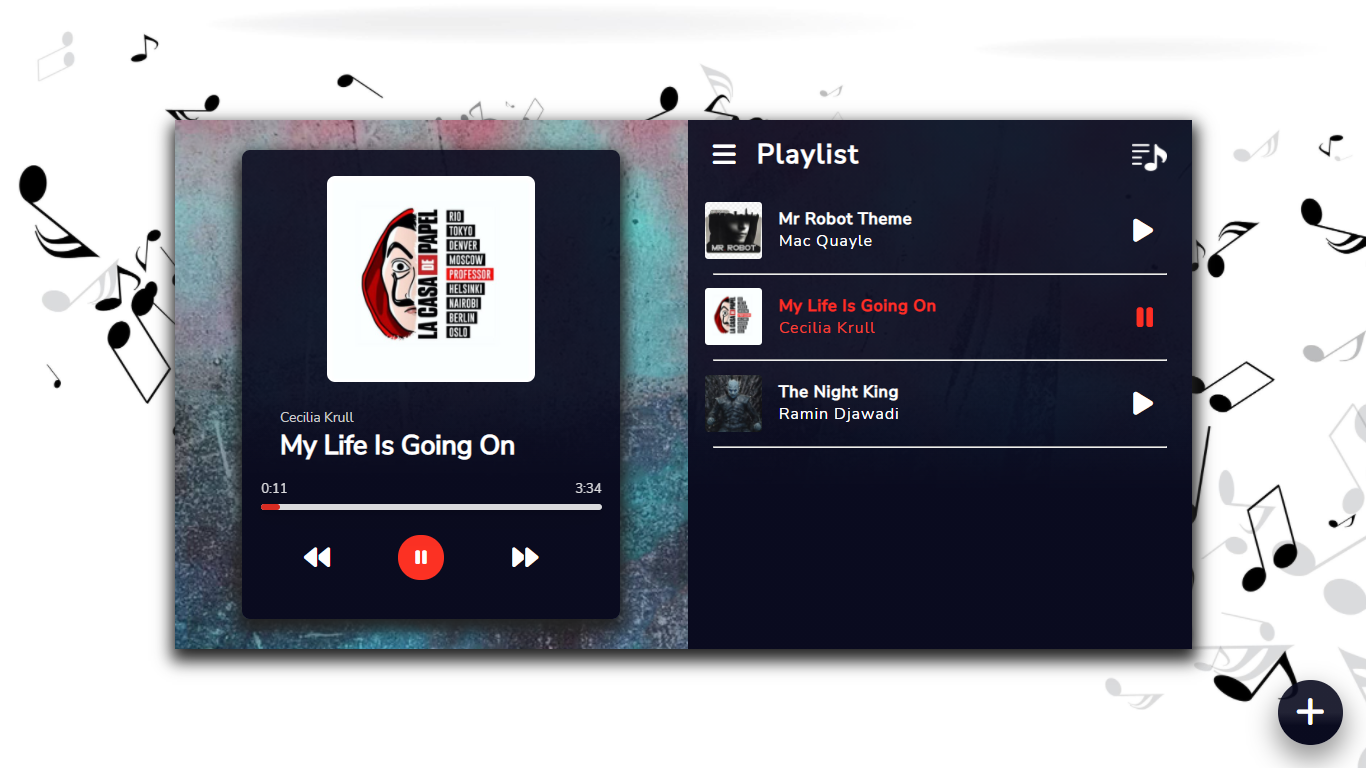 LA CASA DE PAPEL
RIO
TOKYO
DENVER
MOSCOW
PROFESSOR
HELSINKI
NAIROBI
BERLIN
OSLO
Cecilia Krull
My Life Is Going On
0:11
3:34
Playlist
MR ROBOT
Mr Robot Theme
Mac Quayle
My Life Is Going On
Cecilia Krull
The Night King
Ramin Djawadi